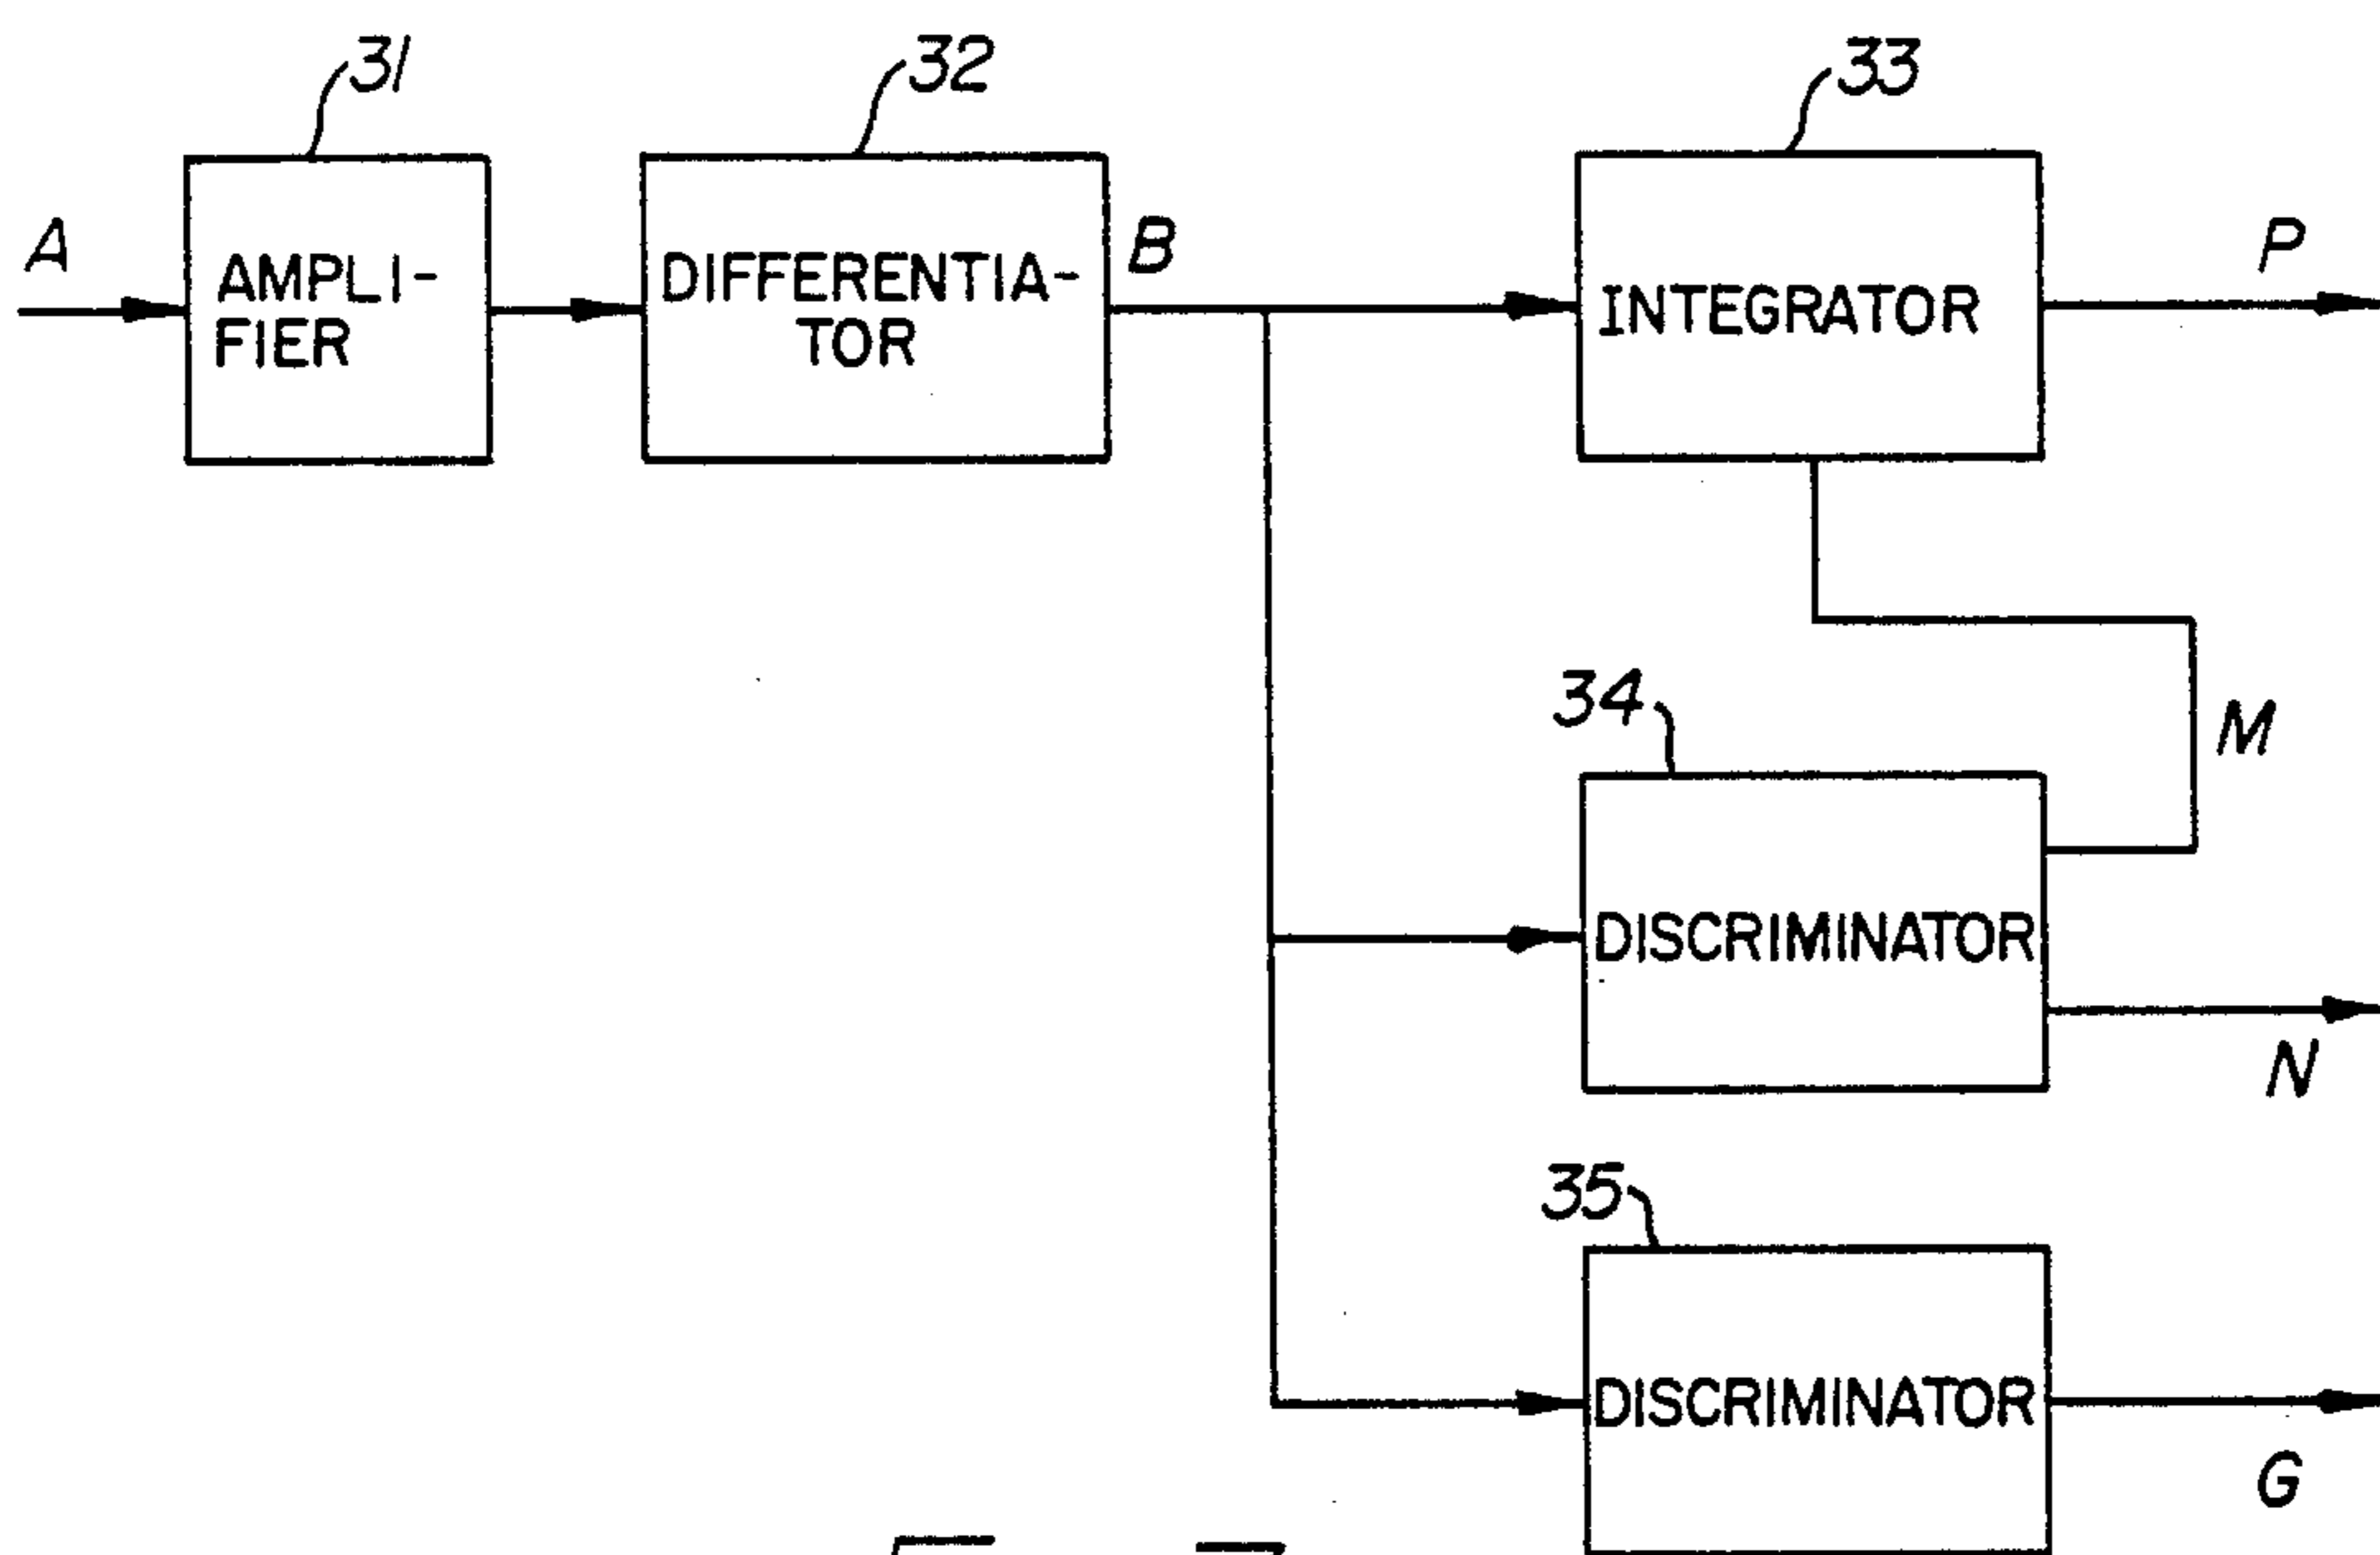 31
32
33
A
AMPLI-
FIER
DIFFERENTIA-
TOR
B
INTEGRATOR
P
34
M
DISCRIMINATOR
N
35
DISCRIMINATOR
G